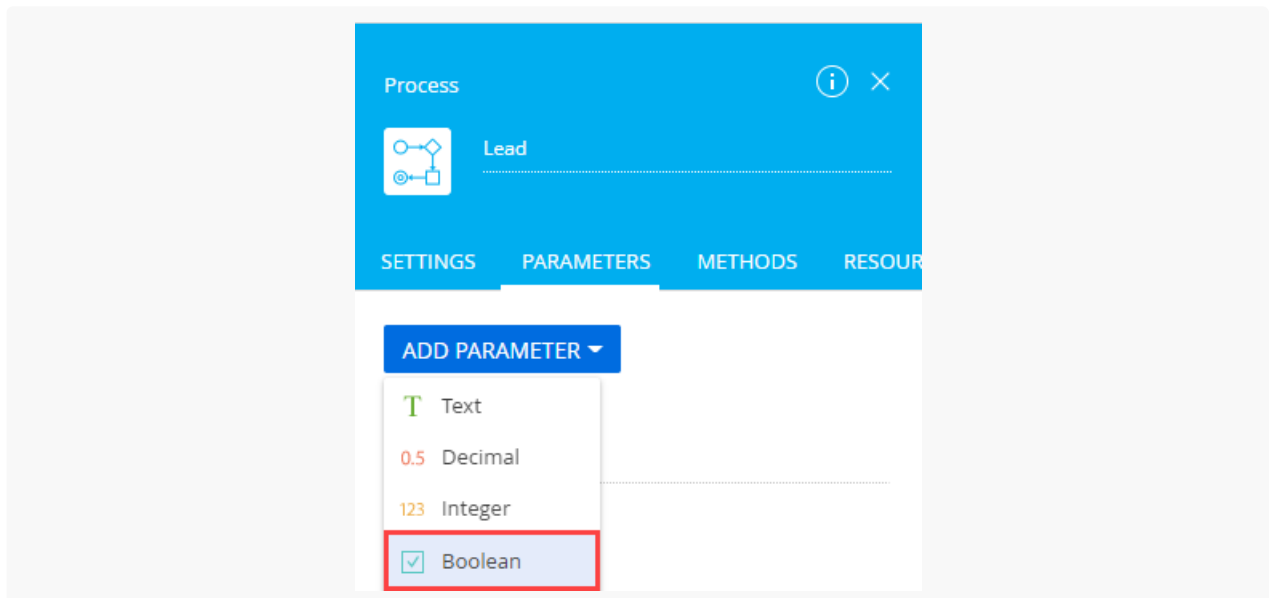 Process
Lead
SETTINGS PARAMETERS METHODS RESOUR
ADD PARAMETER
T Text
0.5 Decimal
123 Integer
Boolean